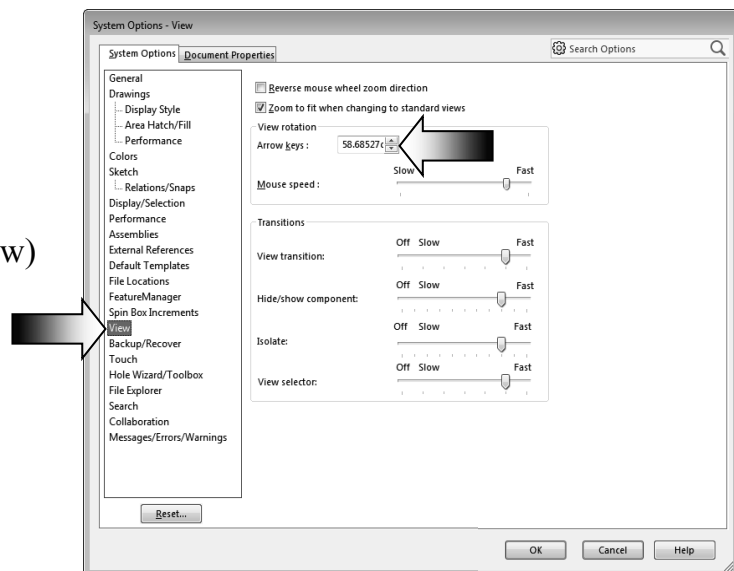 System Options - View
System Options Document Properties
Search Options
General
Drawings
Display Style
Area Hatch/Fill
Performance
Colors
Sketch
Relations/Snaps
Display/Selection
Performance
Assemblies
External References
Default Templates
File Locations
FeatureManager
Spin Box Increments
View
Backup/Recover
Touch
Hole Wizard/Toolbox
File Explorer
Search
Collaboration
Messages/Errors/Warnings
Reset...
w)
Reverse mouse wheel zoom direction
Zoom to fit when changing to standard views
View rotation
Arrow keys : 58.68527
Slow Fast
Mouse speed :
Transitions
Off Slow Fast
View transition:
Off Slow Fast
Hide/show component:
Off Slow Fast
Isolate:
Off Slow Fast
View selector:
OK Cancel Help